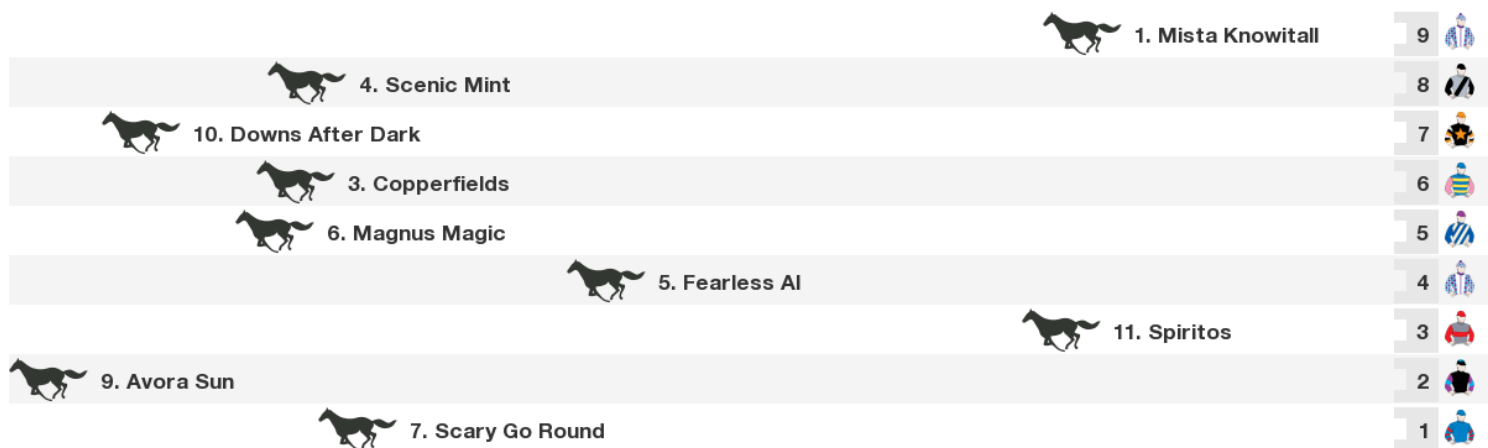 1. Mista Knowitall 9
4. Scenic Mint 8
10. Downs After Dark 7
3. Copperfields 6
6. Magnus Magic 5
5. Fearless Al 4
11. Spiritos 3
9. Avora Sun 2
7. Scary Go Round 1